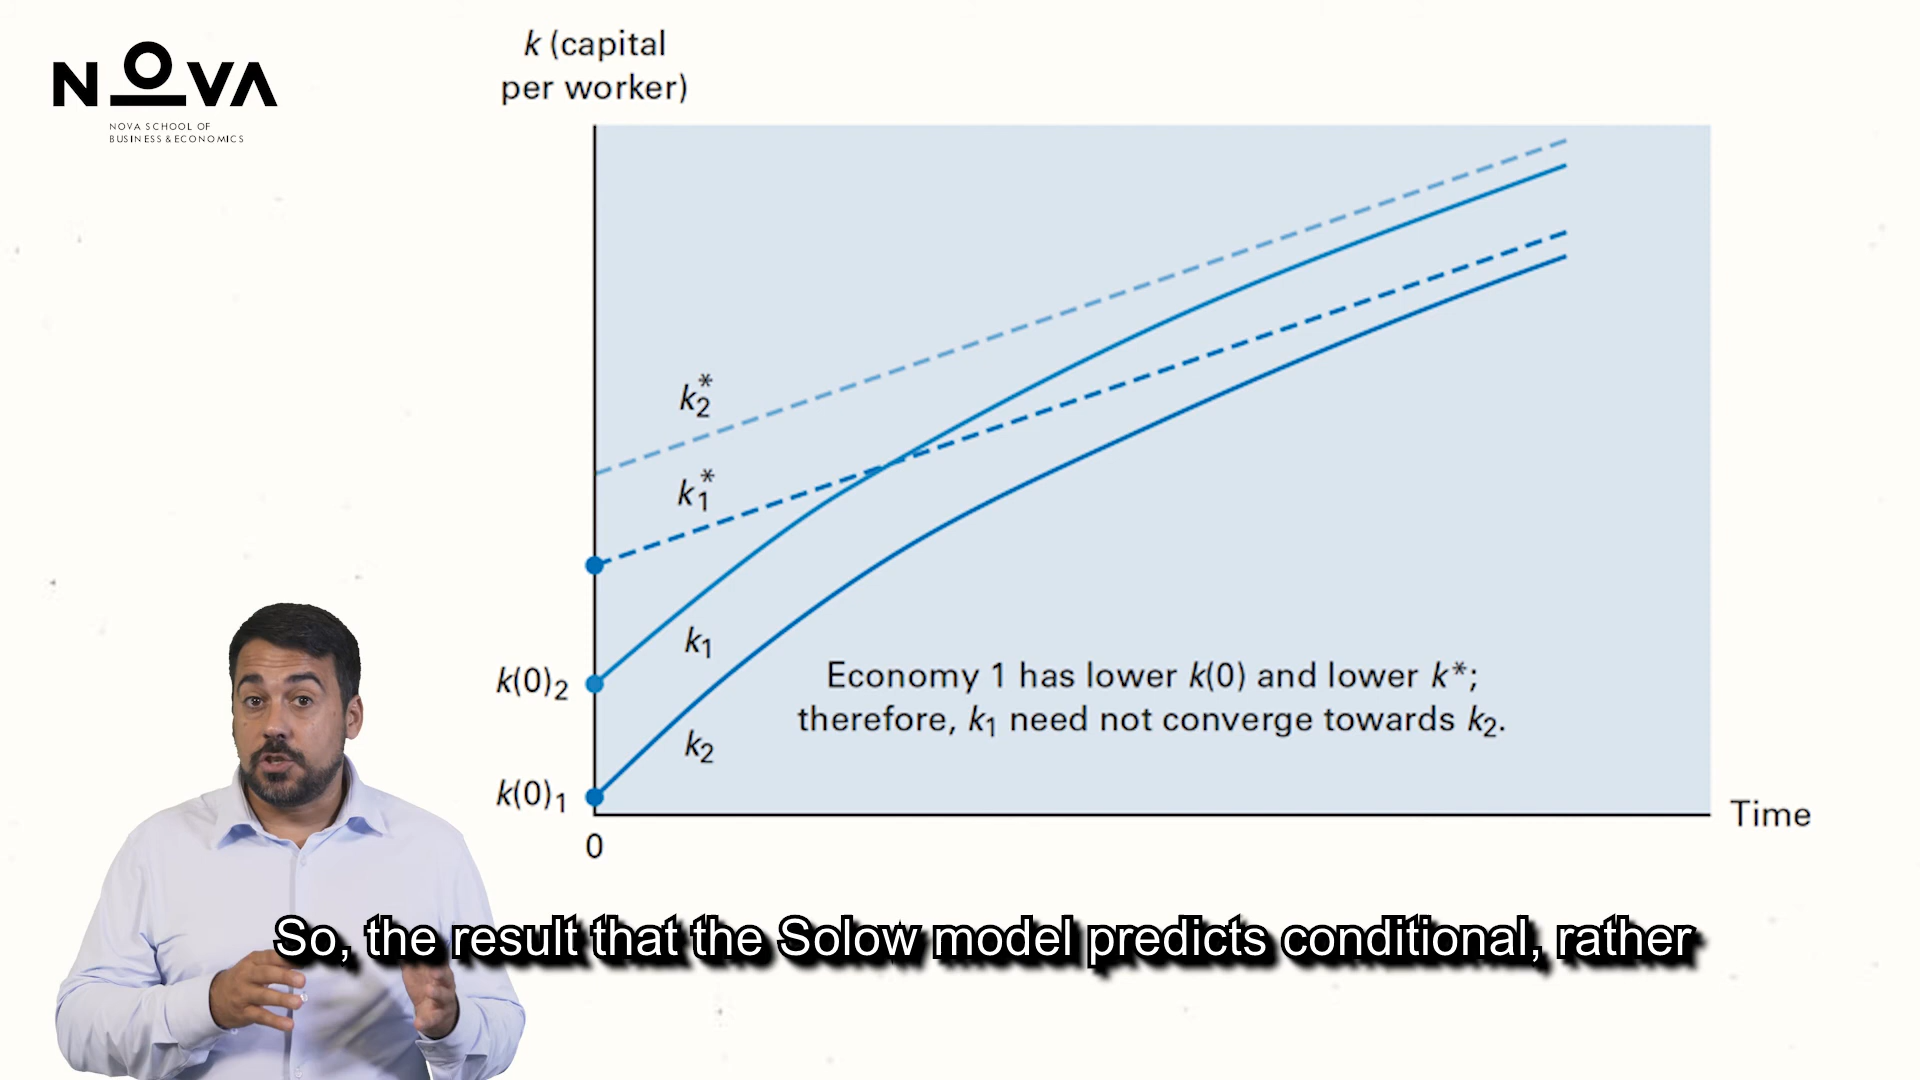 NOVA
NOVA SCHOOL OF
BUSINESS & ECONOMICS
k (capital
per worker)
k₂*
k₁*
k₁
k(0)₂
k₂
k(0)₁
Economy 1 has lower k(0) and lower k*;
therefore, k₁ need not converge towards k₂.
Time
0
So, the result that the Solow model predicts conditional, rather